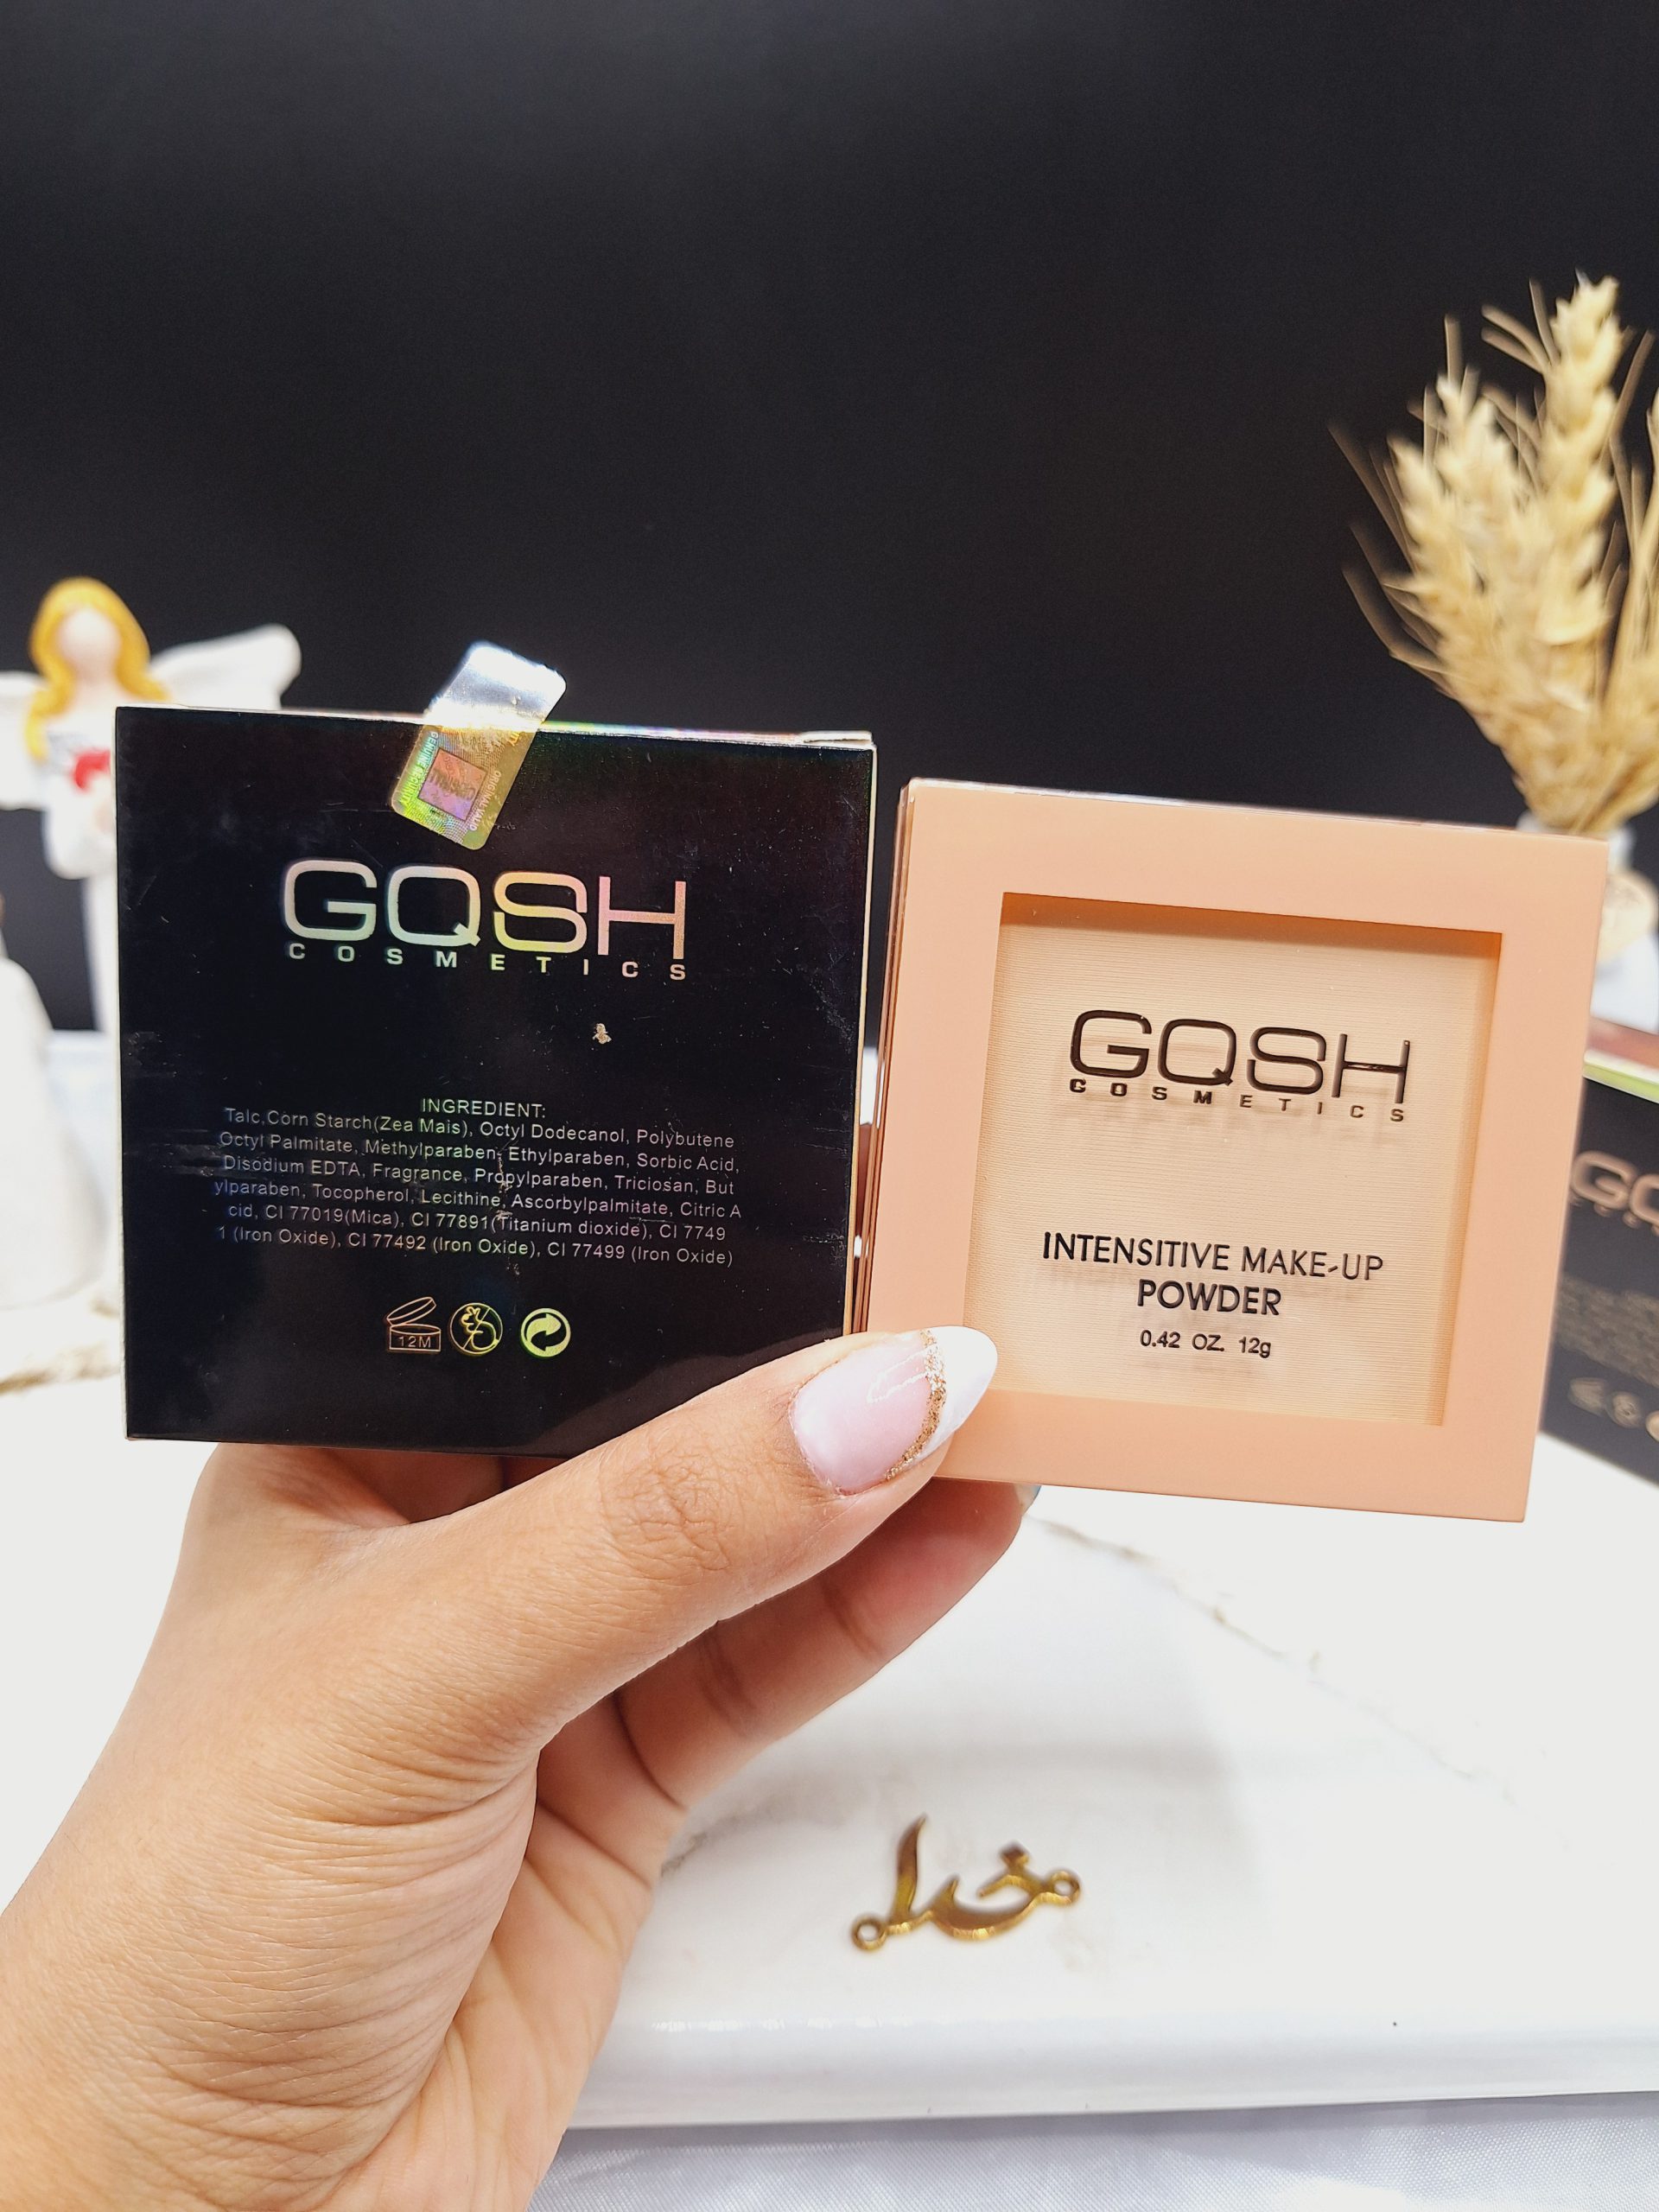 GQSH
COSMETICS
INGREDIENT:
Talc,Corn Starch(Zea Mais), Octyl Dodecanol, Polybutene
Octyl Palmitate, Methylparaben, Ethylparaben, Sorbic Acid,
Disodium EDTA, Fragrance, Propylparaben, Triciosan, But
ylparaben, Tocopherol, Lecithine, Ascorbylpalmitate, Citric A
cid, CI 77019(Mica), CI 77891(Titanium dioxide), CI 7749
1 (Iron Oxide), CI 77492 (Iron Oxide), CI 77499 (Iron Oxide)
12M
GQSH
COSMETICS
INTENSITIVE MAKE-UP
POWDER
0.42 OZ. 12g
خدا